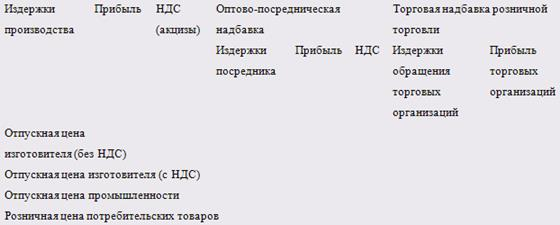 Издержки Прибыль НДС Оптово-посредническая Торговая надбавка розничной
производства (акцизы) надбавка торговли
Издержки Прибыль НДС Издержки Прибыль
посредника обращения торговых
торговых организаций
организаций
Отпускная цена
изготовителя (без НДС)
Отпускная цена изготовителя (с НДС)
Отпускная цена промышленности
Розничная цена потребительских товаров